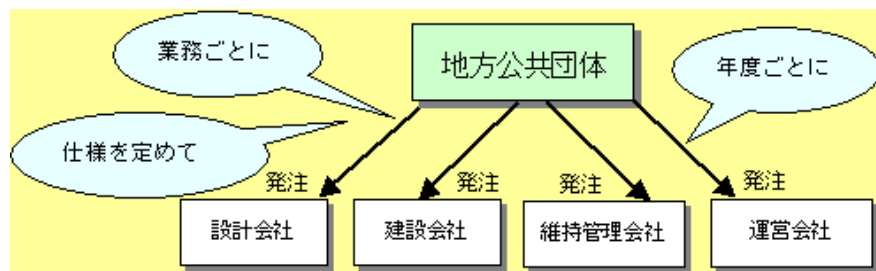 業務ごとに
地方公共団体
年度ごとに
仕様を定めて
発注
発注
発注
発注
設計会社
建設会社
維持管理会社
運営会社